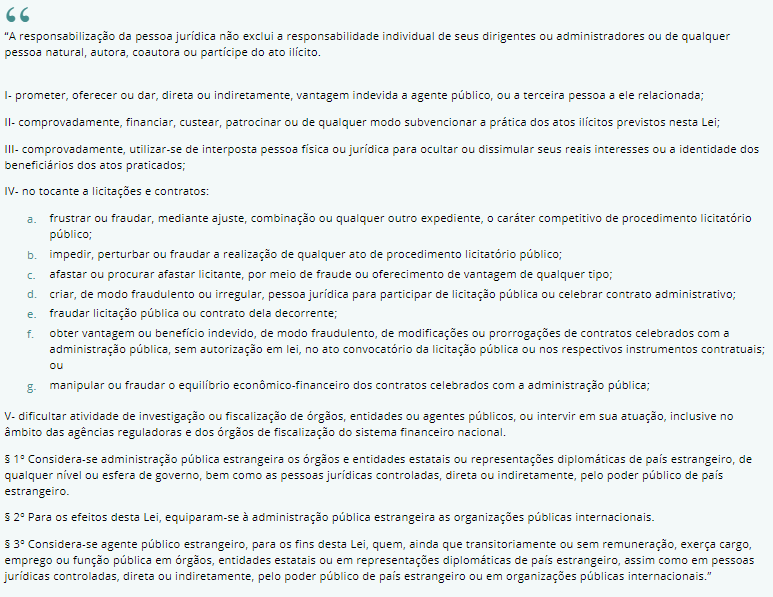 “
“A responsabilização da pessoa jurídica não exclui a responsabilidade individual de seus dirigentes ou administradores ou de qualquer
pessoa natural, autora, coautora ou partícipe do ato ilícito.
I- prometer, oferecer ou dar, direta ou indiretamente, vantagem indevida a agente público, ou a terceira pessoa a ele relacionada;
II- comprovadamente, financiar, custear, patrocinar ou de qualquer modo subvencionar a prática dos atos ilícitos previstos nesta Lei;
III- comprovadamente, utilizar-se de interposta pessoa física ou jurídica para ocultar ou dissimular seus reais interesses ou a identidade dos
beneficiários dos atos praticados;
IV- no tocante a licitações e contratos:
a. frustrar ou fraudar, mediante ajuste, combinação ou qualquer outro expediente, o caráter competitivo de procedimento licitatório
público;
b. impedir, perturbar ou fraudar a realização de qualquer ato de procedimento licitatório público;
c. afastar ou procurar afastar licitante, por meio de fraude ou oferecimento de vantagem de qualquer tipo;
d. criar, de modo fraudulento ou irregular, pessoa jurídica para participar de licitação pública ou celebrar contrato administrativo;
e. fraudar licitação pública ou contrato dela decorrente;
f. obter vantagem ou benefício indevido, de modo fraudulento, de modificações ou prorrogações de contratos celebrados com a
administração pública, sem autorização em lei, no ato convocatório da licitação pública ou nos respectivos instrumentos contratuais;
ou
g. manipular ou fraudar o equilíbrio econômico-financeiro dos contratos celebrados com a administração pública;
V- dificultar atividade de investigação ou fiscalização de órgãos, entidades ou agentes públicos, ou intervir em sua atuação, inclusive no
âmbito das agências reguladoras e dos órgãos de fiscalização do sistema financeiro nacional.
§ 1º Considera-se administração pública estrangeira os órgãos e entidades estatais ou representações diplomáticas de país estrangeiro, de
qualquer nível ou esfera de governo, bem como as pessoas jurídicas controladas, direta ou indiretamente, pelo poder público de país
estrangeiro.
§ 2º Para os efeitos desta Lei, equiparam-se à administração pública estrangeira as organizações públicas internacionais.
§ 3º Considera-se agente público estrangeiro, para os fins desta Lei, quem, ainda que transitoriamente ou sem remuneração, exerça cargo,
emprego ou função pública em órgãos, entidades estatais ou em representações diplomáticas de país estrangeiro, assim como em pessoas
jurídicas controladas, direta ou indiretamente, pelo poder público de país estrangeiro ou em organizações públicas internacionais.”